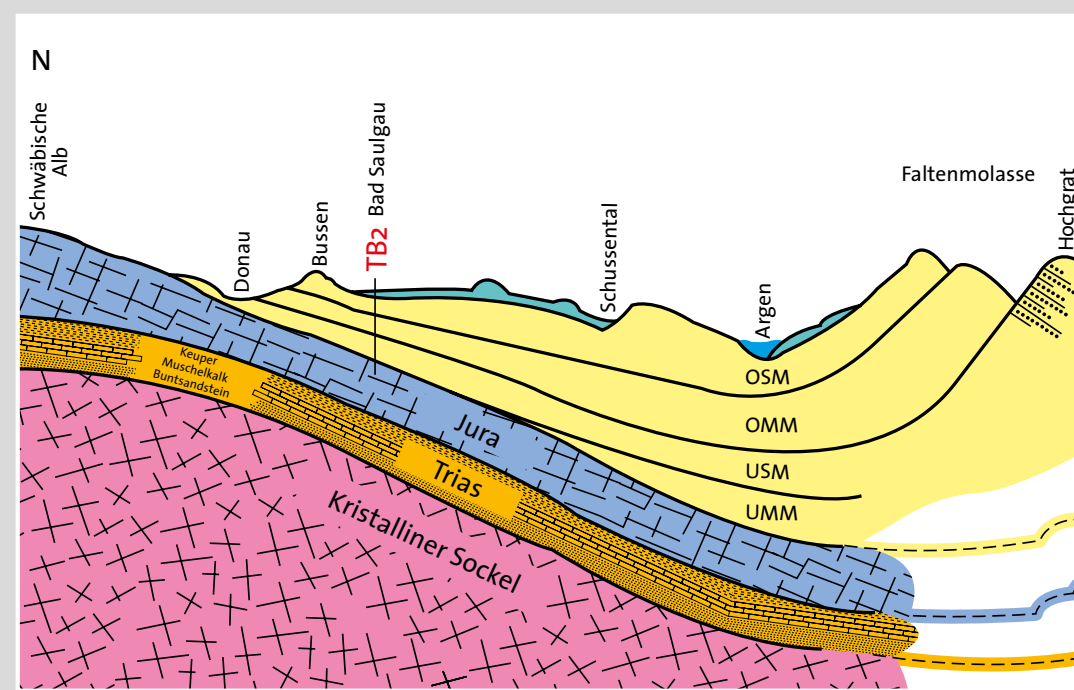 N
Schwäbische
Alb
Donau
Bussen
TB2 Bad Saulgau
Schussental
Argen
Faltenmolasse
Hochgrat
Keuper
Muschelkalk
Buntsandstein
OSM
OMM
USM
UMM
Jura
Trias
Kristalliner Sockel